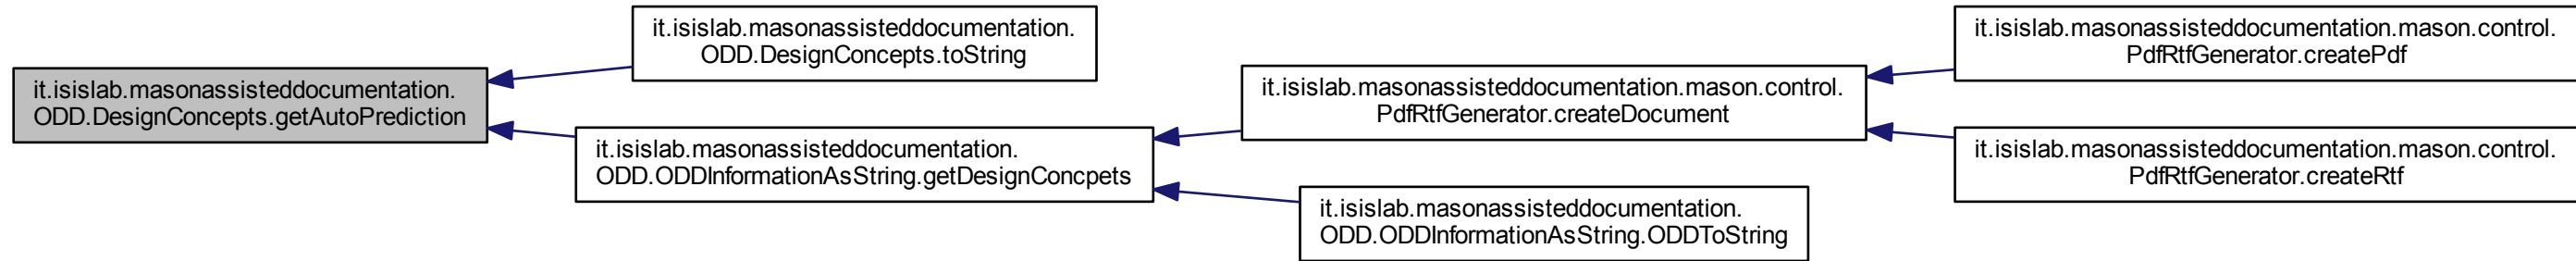 it.isislab.masonassisteddocumentation.
ODD.DesignConcepts.getAutoPrediction
it.isislab.masonassisteddocumentation.
ODD.DesignConcepts.toString
it.isislab.masonassisteddocumentation.
ODD.ODDInformationAsString.getDesignConcpets
it.isislab.masonassisteddocumentation.mason.control.
PdfRtfGenerator.createDocument
it.isislab.masonassisteddocumentation.
ODD.ODDInformationAsString.ODDToString
it.isislab.masonassisteddocumentation.mason.control.
PdfRtfGenerator.createPdf
it.isislab.masonassisteddocumentation.mason.control.
PdfRtfGenerator.createRtf